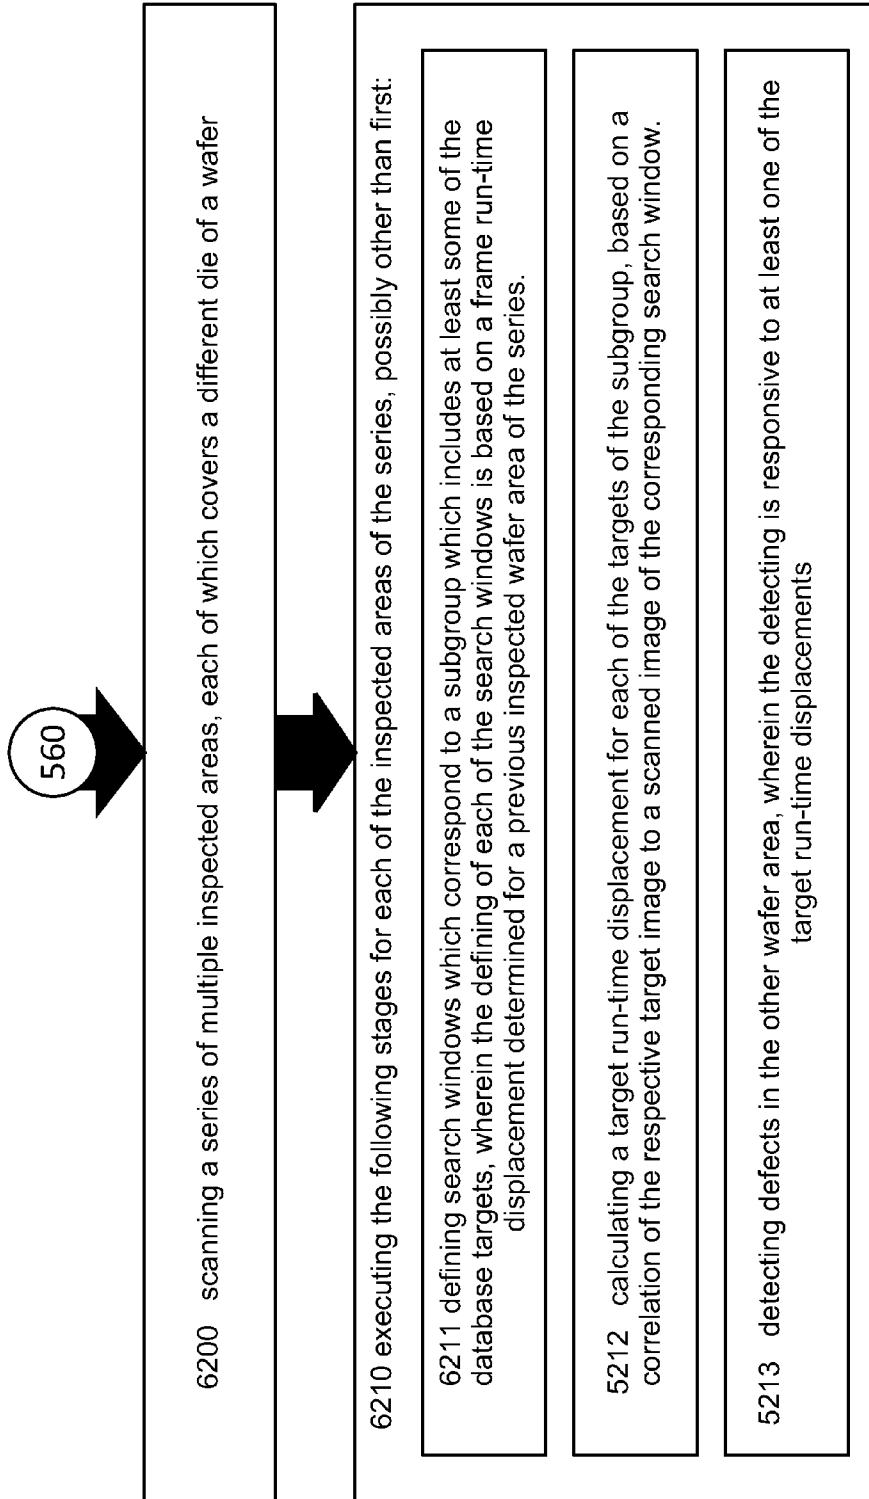 560
6200 scanning a series of multiple inspected areas, each of which covers a different die of a wafer
6210 executing the following stages for each of the inspected areas of the series, possibly other than first:
6211 defining search windows which correspond to a subgroup which includes at least some of the
database targets, wherein the defining of each of the search windows is based on a frame run-time
displacement determined for a previous inspected wafer area of the series.
5212 calculating a target run-time displacement for each of the targets of the subgroup, based on a
correlation of the respective target image to a scanned image of the corresponding search window.
5213 detecting defects in the other wafer area, wherein the detecting is responsive to at least one of the
target run-time displacements